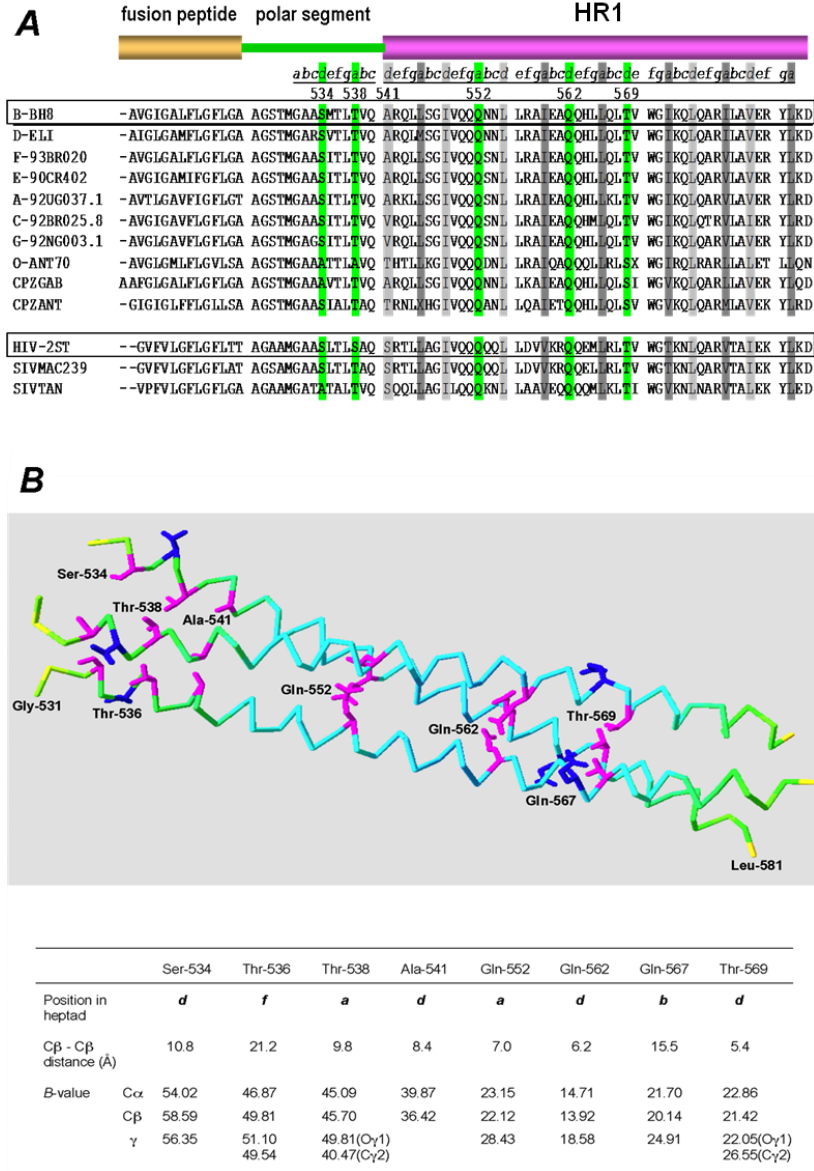 A
fusion peptide polar segment HR1
abcdefgabc defgabcdefgabcd efgabcdefgabcde fgabcdefgabcdef ga
534 538 541 552 562 569
B-BH8 -AVGIGALFLGFLGA AGSTMGAASMTLTVQ ARQLLSGIVQQQNNL LRAIEAQQHLLQLTV WGIKQLQARILAVER YLKD
D-ELI -AIGLGAMFLGFLGA AGSTMGARSVTLTVQ ARQLMSGIVQQQNNL LRAIEAQQHLLQLTV WGIKQLQARILAVER YLKD
F-93BR020 -AVGLGALFLGFLGA AGSTMGAASITLTVQ ARQLLSGIVQQQSNL LRAIEAQQHLLQLTV WGIKQLQARVLAVER YLKD
E-90CR402 -AVGIGAMIFGFLGA AGSTMGAASITLTVQ ARQLLSGIVQQQSNL LRAIEAQQHLLQLTV WGIKQLQARVLAVER YLKD
A-92UG037.1 -AVTLGAVFIGFLGT AGSTMGAASITLTVQ ARKLLSGIVQQQSNL LRAIEAQQHLLKLTV WGIKQLQARVLAVER YLRD
C-92BR025.8 -AVGIGAVFLGFLGA AGSTMGAASITLTVQ VRQLLSGIVQQQSNL LRAIEAQQHMLQLTV WGIKQLQTRVLAIER YLKD
G-92NG003.1 -AVGLGAVFLGFLGA AGSTMGAGSITLTVQ VRQLLSGIVQQQSNL LRAIEAQQHLLQLTV WGIKQLQARVLAVER YLRD
O-ANT70 -AVGLGMLFLGVLSA AGSTMGAAATTLAVQ THTLLKGIVQQQDNL LRAIQAQQQLLRLSX WGIRQLRARLLALET LLQN
CPZGAB AAFGLGALFLGFLGA AGSTMGAAAVTLTVQ ARQLLSGIVQQQNNL LKAIEAQQHLLQLSI WGVKQLQARLLAVER YLQD
CPZANT -GIGIGLFFLGLLSA AGSTMGAASIALTAQ TRNLXHGIVQQQANL LQAIETQQHLLQLSV WGVKQLQARMLAVER YLRD
HIV-2ST --GVFVLGFLGFLTT AGAAMGAASLTLSAQ SRTLLAGIVQQQQQL LDVVKRQQEMLRLTV WGTKNLQARVTAIEK YLKD
SIVMAC239 --GVFVLGFLGFLAT AGSAMGAASLTLTAQ SRTLLAGIVQQQQQL LDVVKRQQELLRLTV WGTKNLQTRVTAIEK YLKD
SIVTAN --VPFVLGFLGFLGA AGAAMGATATALTVQ SQQLLAGILQQQKNL LAAVEQQQQMLKLTI WGVKNLNARVTALEK YLED
B
Ser-534
Thr-538
Ala-541
Gly-531
Thr-536
Gln-552
Gln-562
Thr-569
Gln-567
Leu-581
Ser-534 Thr-536 Thr-538 Ala-541 Gln-552 Gln-562 Gln-567 Thr-569
Position in heptad d f a d a d b d
Cβ - Cβ distance (Å) 10.8 21.2 9.8 8.4 7.0 6.2 15.5 5.4
B-value Cα 54.02 46.87 45.09 39.87 23.15 14.71 21.70 22.86
Cβ 58.59 49.81 45.70 36.42 22.12 13.92 20.14 21.42
γ 56.35 51.10 49.81(Oγ1) 28.43 18.58 24.91 22.05(Oγ1)
49.54 40.47(Cγ2) 26.55(Cγ2)